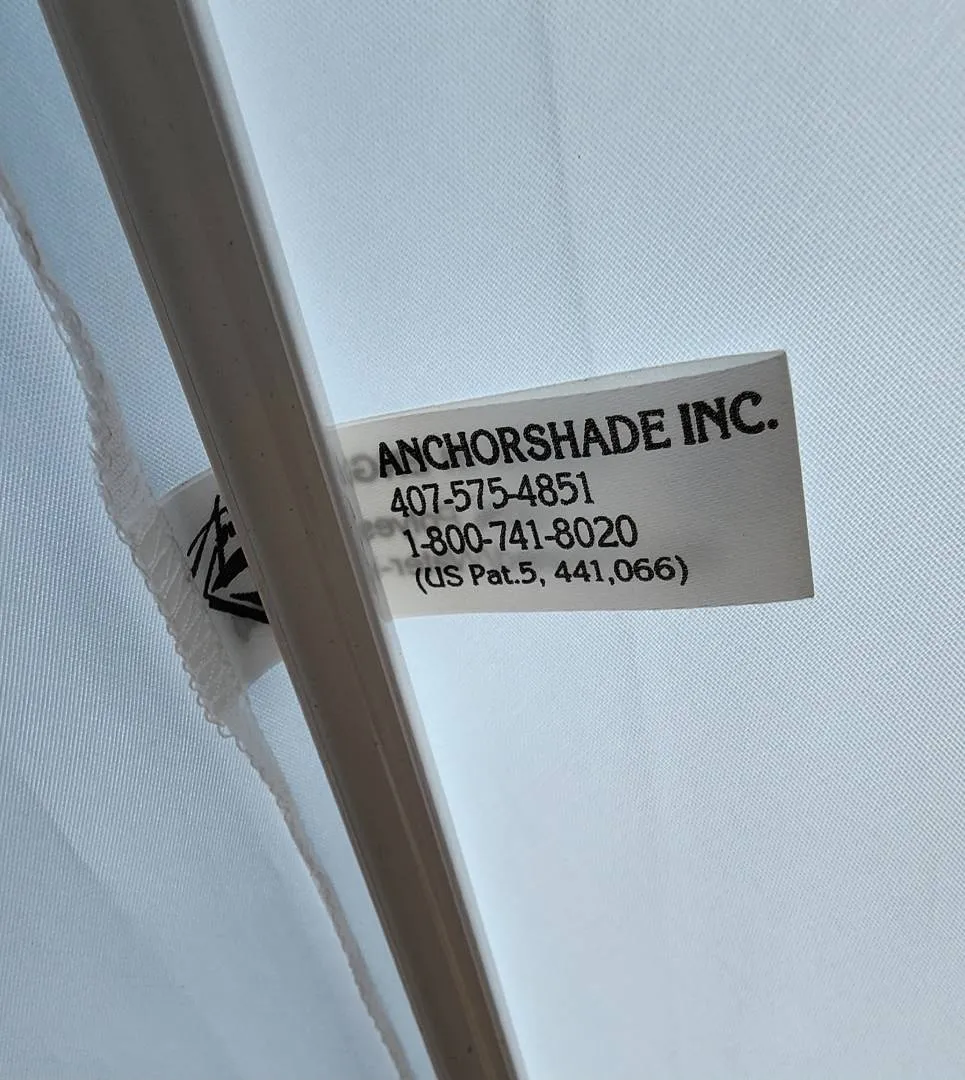 ANCHORSHADE INC.
407-575-4851
1-800-741-8020
(US Pat.5, 441,066)